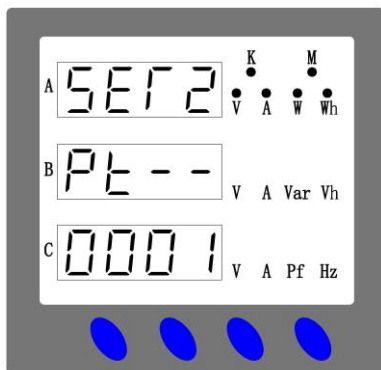 K M
A SET2
V A W Wh
B Pt--
V A Var Vh
C 0001
V A Pf Hz